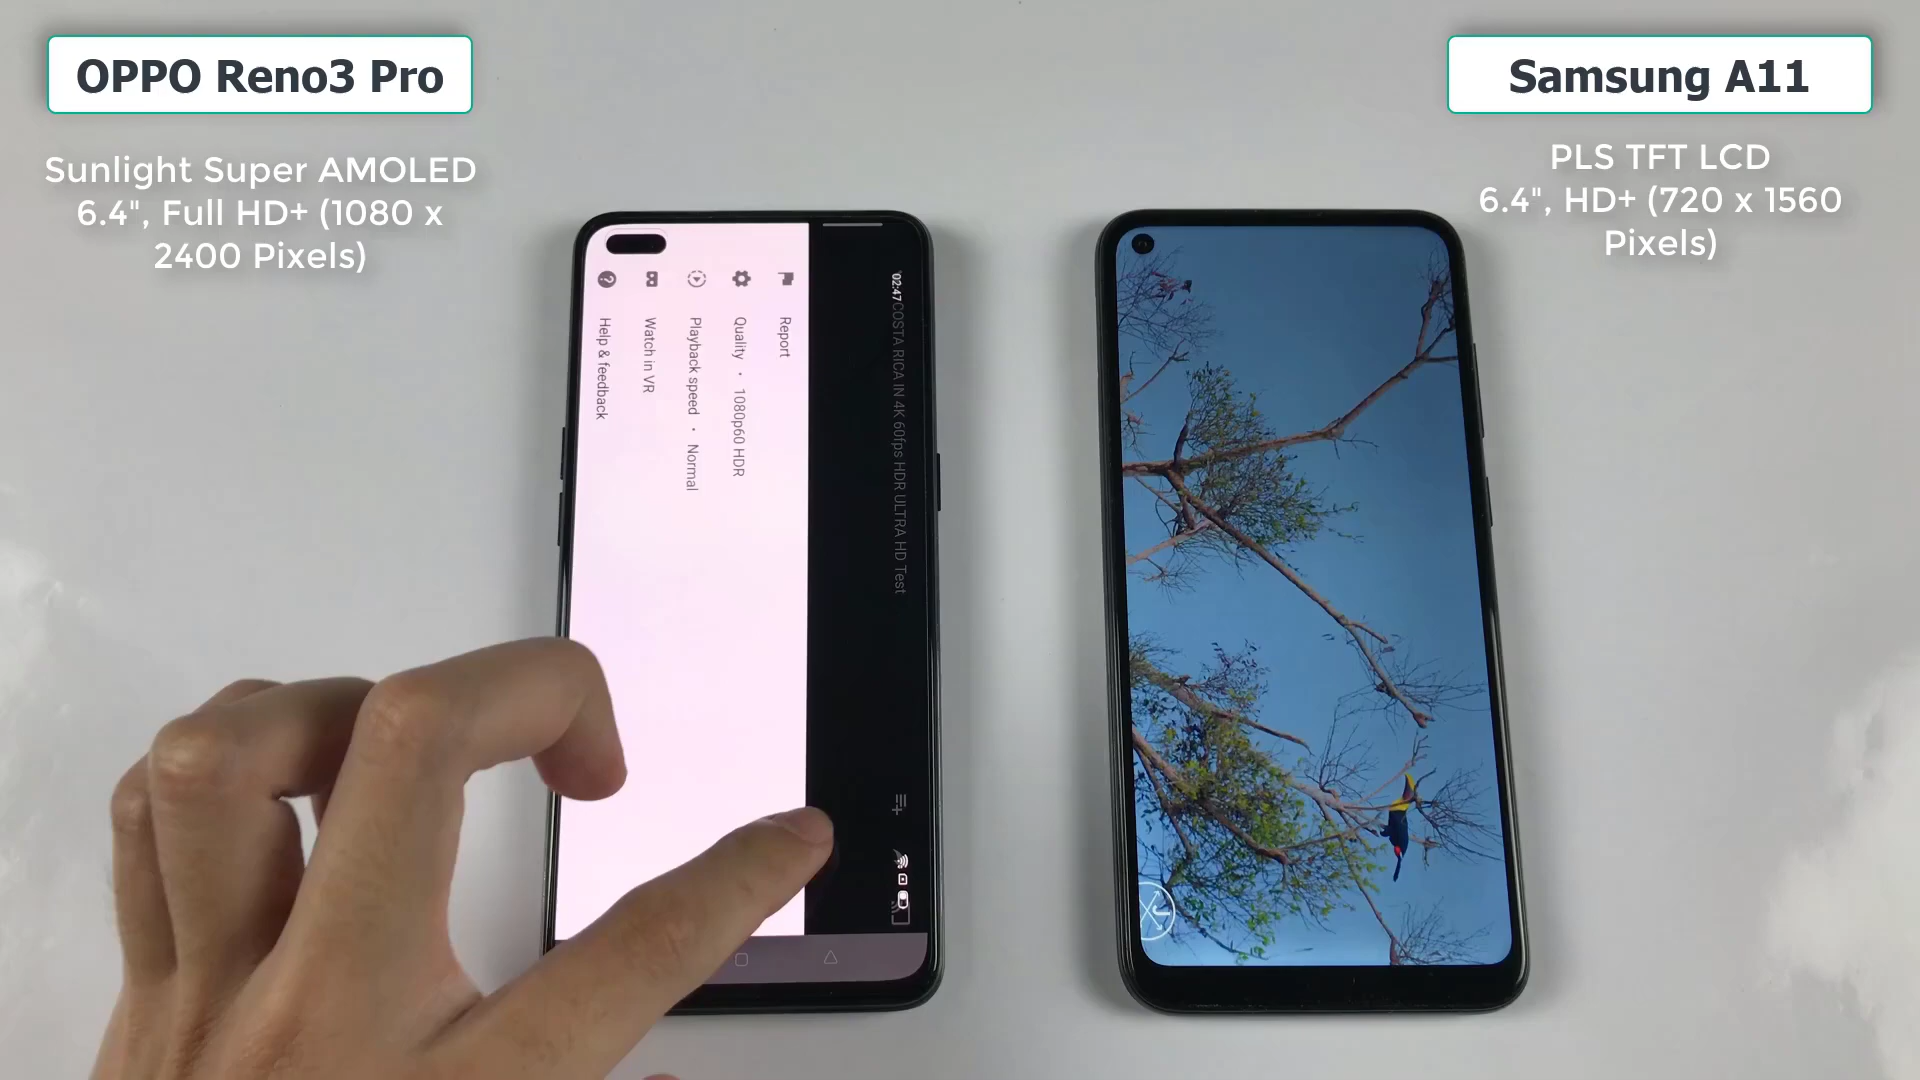 OPPO Reno3 Pro
Sunlight Super AMOLED
6.4", Full HD+ (1080 x
2400 Pixels)
Samsung A11
PLS TFT LCD
6.4", HD+ (720 x 1560
Pixels)
02:47
COSTA RICA IN 4K 60fps HDR ULTRA HD Test
Report
Quality • 1080p60 HDR
Playback speed • Normal
Watch in VR
Help & feedback